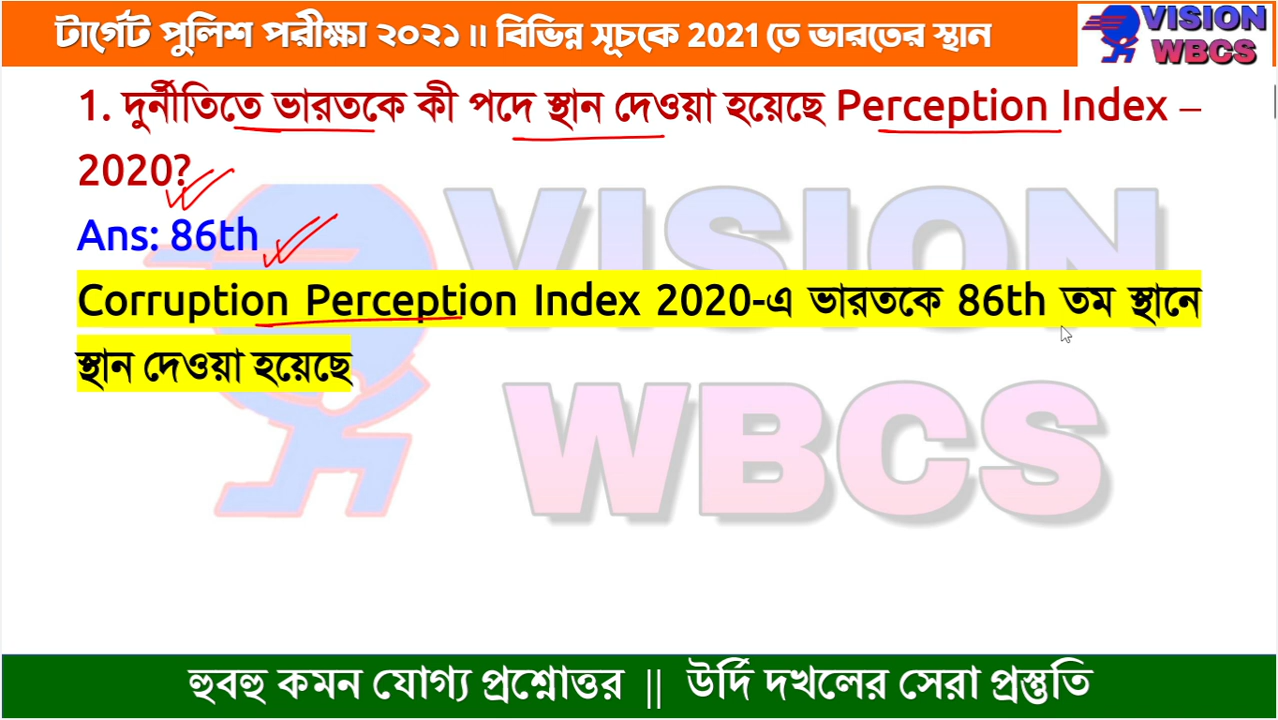 টার্গেট পুলিশ পরীক্ষা ২০২১ ॥ বিভিন্ন সূচকে 2021 তে ভারতের স্থান
VISION
WBCS
1. দুর্নীতিতে ভারতকে কী পদে স্থান দেওয়া হয়েছে Perception Index –
2020?
Ans: 86th
Corruption Perception Index 2020-এ ভারতকে 86th তম স্থানে
স্থান দেওয়া হয়েছে
VISION
WBCS
হুবহু কমন যোগ্য প্রশ্নোত্তর || উর্দি দখলের সেরা প্রস্তুতি